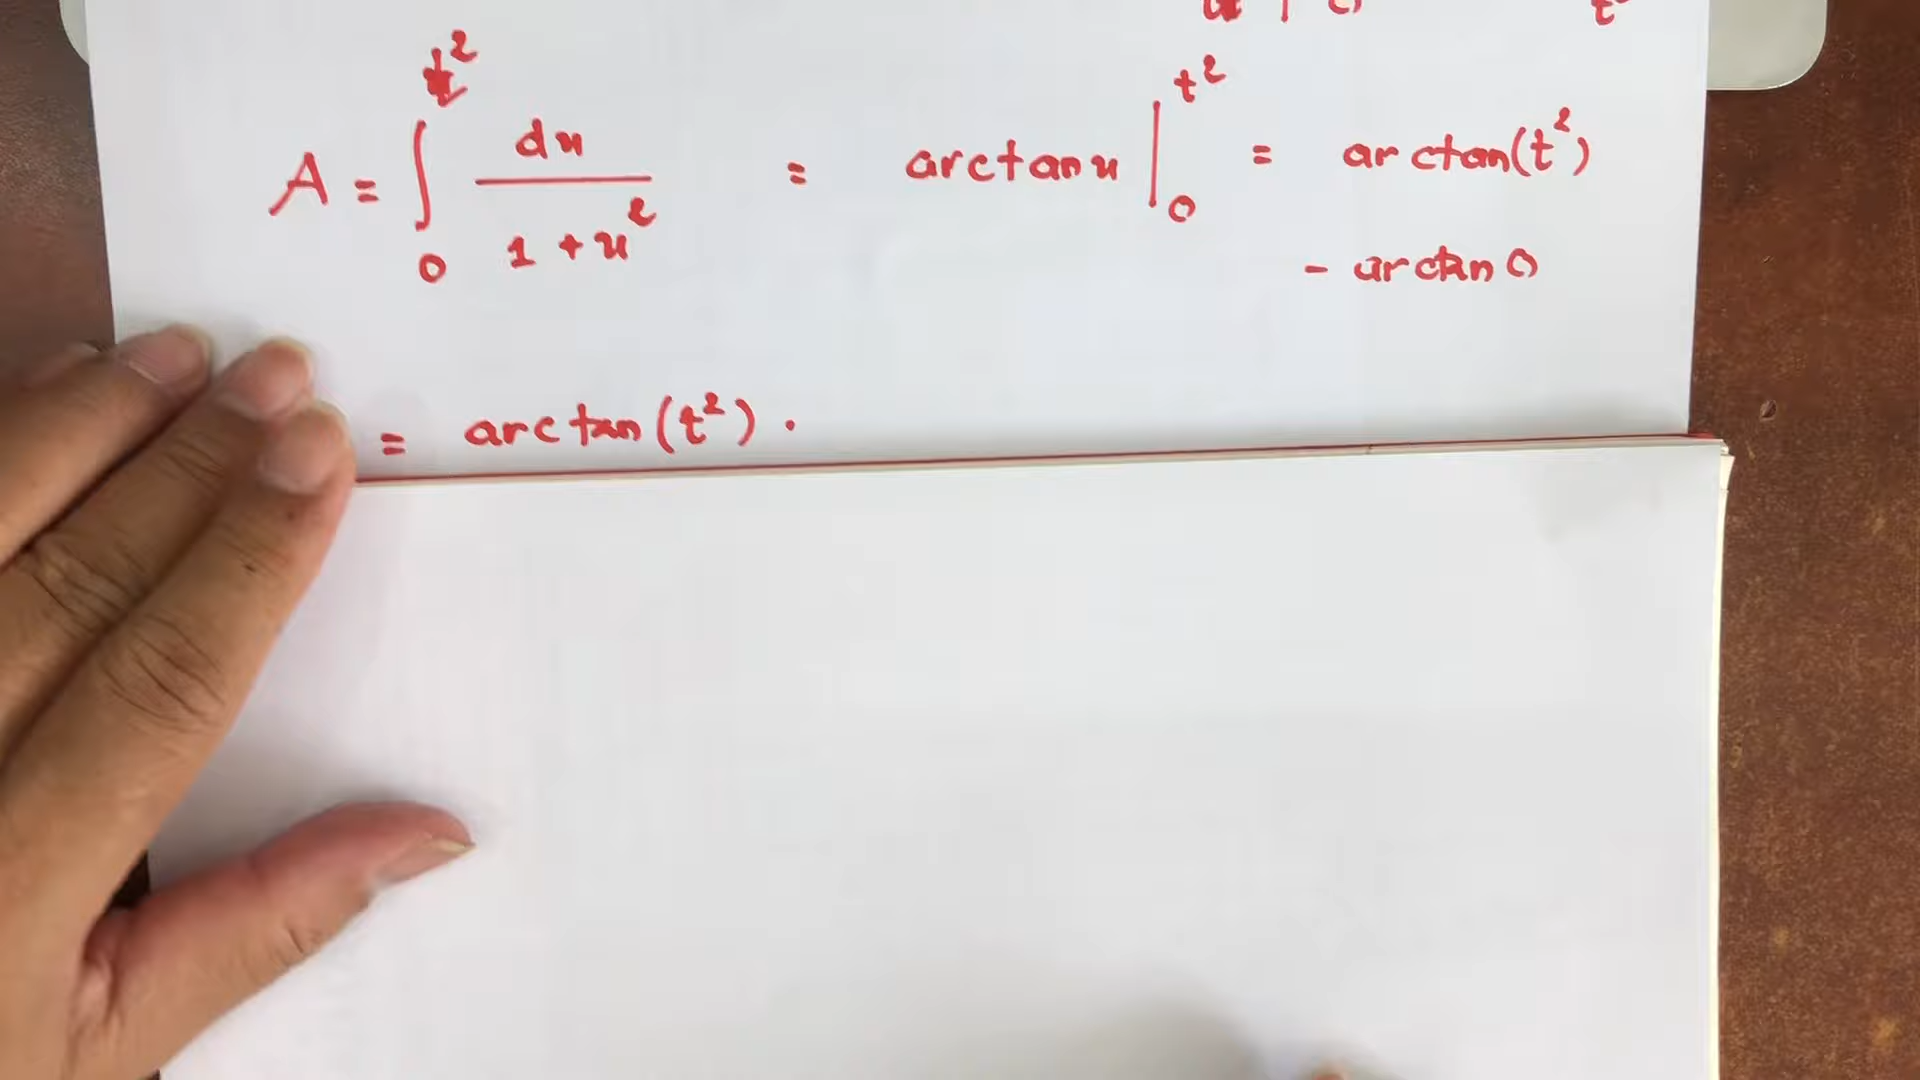 A = ∫₀^t² du/(1+u²) = arctan u |₀^t² = arctan(t²)
- arctan 0
= arctan(t²).